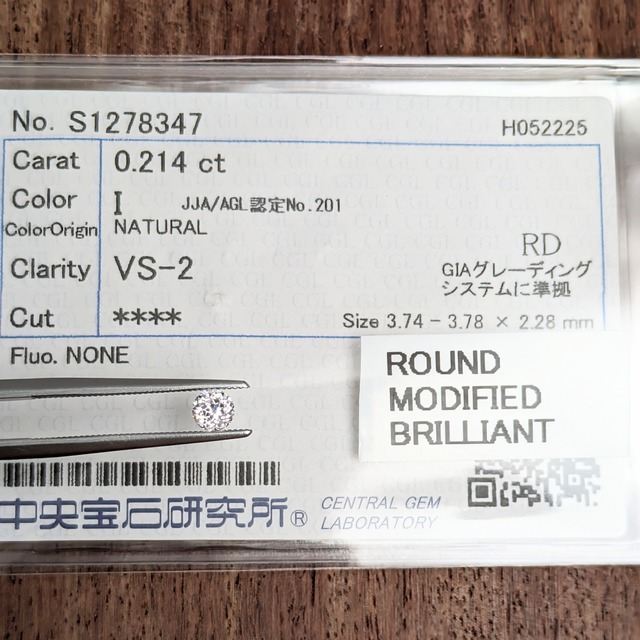 No. S1278347
H052225
Carat 0.214 ct
Color I JJA/AGL認定No.201
ColorOrigin NATURAL
RD
Clarity VS-2
GIAグレーディング
システムに準拠
Cut ****
Size 3.74 - 3.78 × 2.28 mm
Fluo. NONE
ROUND
MODIFIED
BRILLIANT
中央宝石研究所®
CENTRAL GEM
LABORATORY